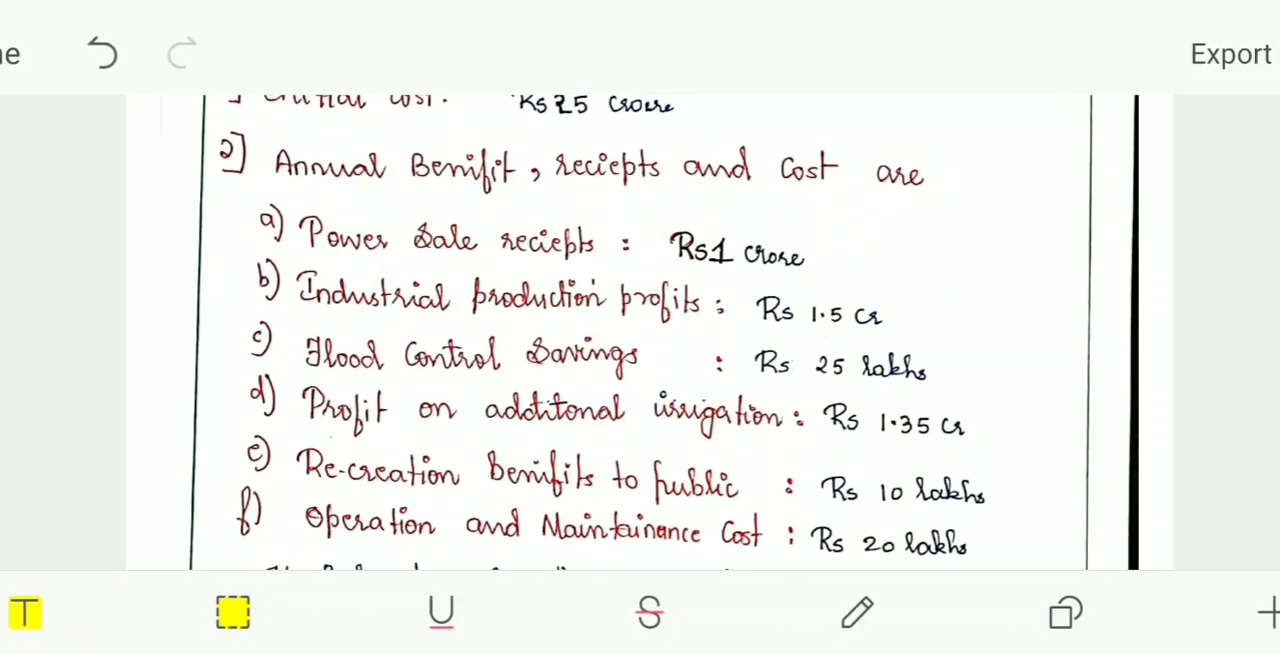 Export
Initial cost. Rs 25 crore
2] Annual Benifit, reciepts and cost are
a) Power Sale reciepts : Rs 1 crore
b) Industrial production profits : Rs 1.5 cr
c) Flood Control Savings : Rs 25 lakhs
d) Profit on additonal irrigation : Rs 1.35 cr
e) Re-creation benifits to public : Rs 10 lakhs
f) Operation and Maintainance Cost : Rs 20 lakhs
T U S